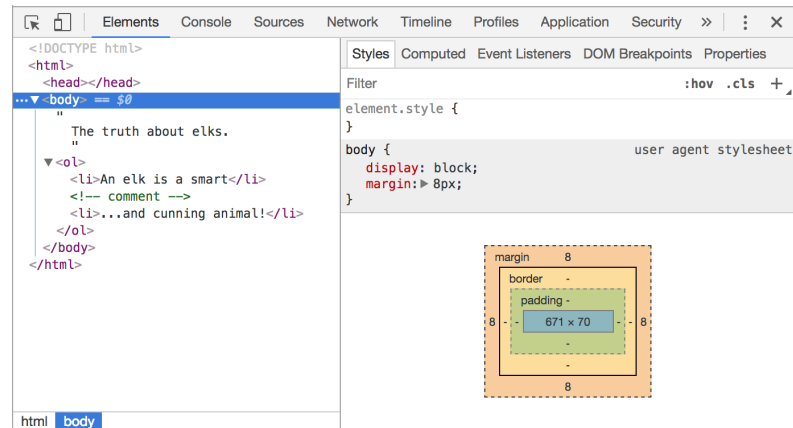 Elements Console Sources Network Timeline Profiles Application Security »
<!DOCTYPE html>
<html>
<head></head>
...▼<body> == $0
"
The truth about elks.
"
▼<ol>
<li>An elk is a smart</li>
<!-- comment -->
<li>...and cunning animal!</li>
</ol>
</body>
</html>
html body
Styles Computed Event Listeners DOM Breakpoints Properties
Filter :hov .cls +
element.style {
}
body { user agent stylesheet
display: block;
margin:▶ 8px;
}
margin 8
border -
padding -
8 - - 671 × 70 - - 8
-
-
8